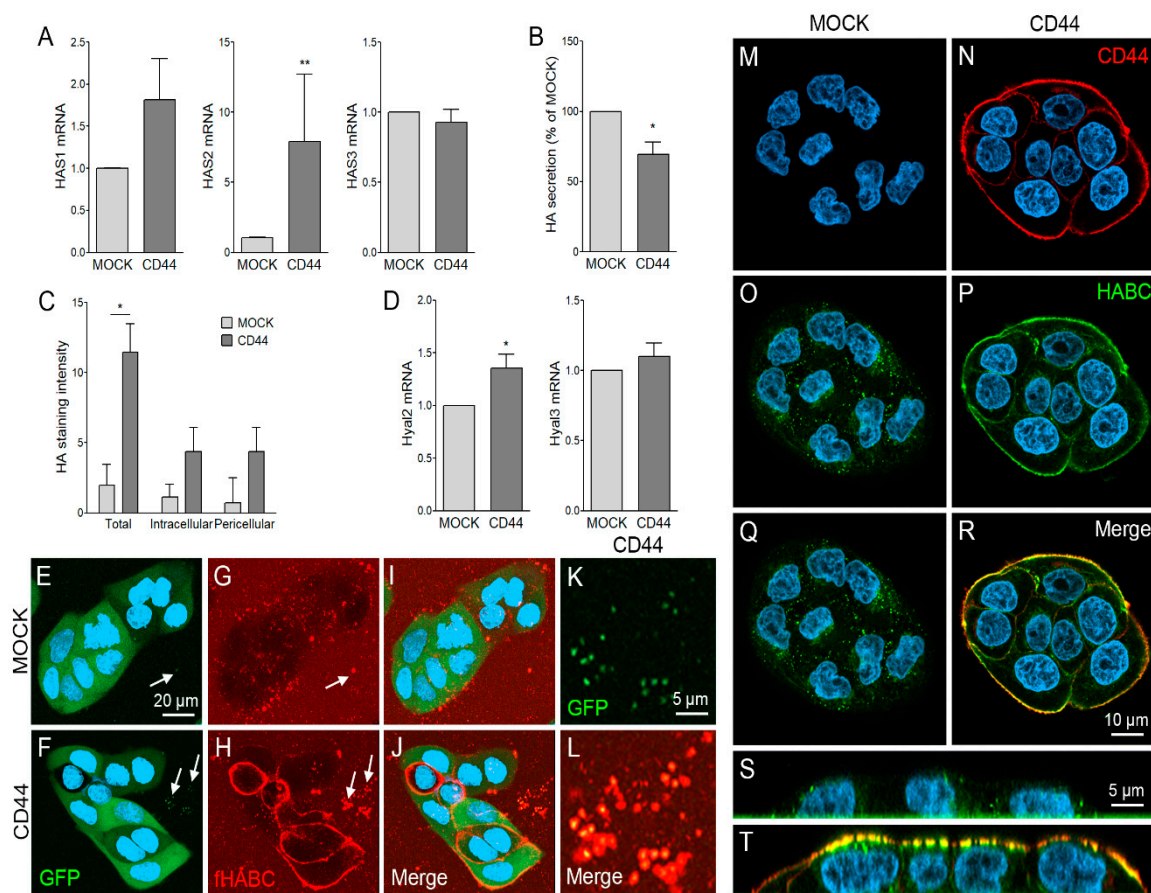 A
HAS1 mRNA
2.5
2.0
1.5
1.0
0.5
0.0
MOCK CD44
HAS2 mRNA
15
10
5
0
**
MOCK CD44
HAS3 mRNA
1.5
1.0
0.5
0.0
MOCK CD44
B
HA secretion (% of MOCK)
150
100
50
0
*
MOCK CD44
C
HA staining intensity
15
10
5
0
*
MOCK
CD44
Total Intracellular Pericellular
D
Hyal2 mRNA
2.0
1.5
1.0
0.5
0.0
*
MOCK CD44
Hyal3 mRNA
1.5
1.0
0.5
0.0
MOCK CD44
CD44
MOCK
E
20 µm
G
I
K
GFP
5 µm
CD44
F
GFP
H
fHABC
J
Merge
L
MOCK
CD44
M
N
CD44
O
P
HABC
Q
R
Merge
10 µm
S
5 µm
T